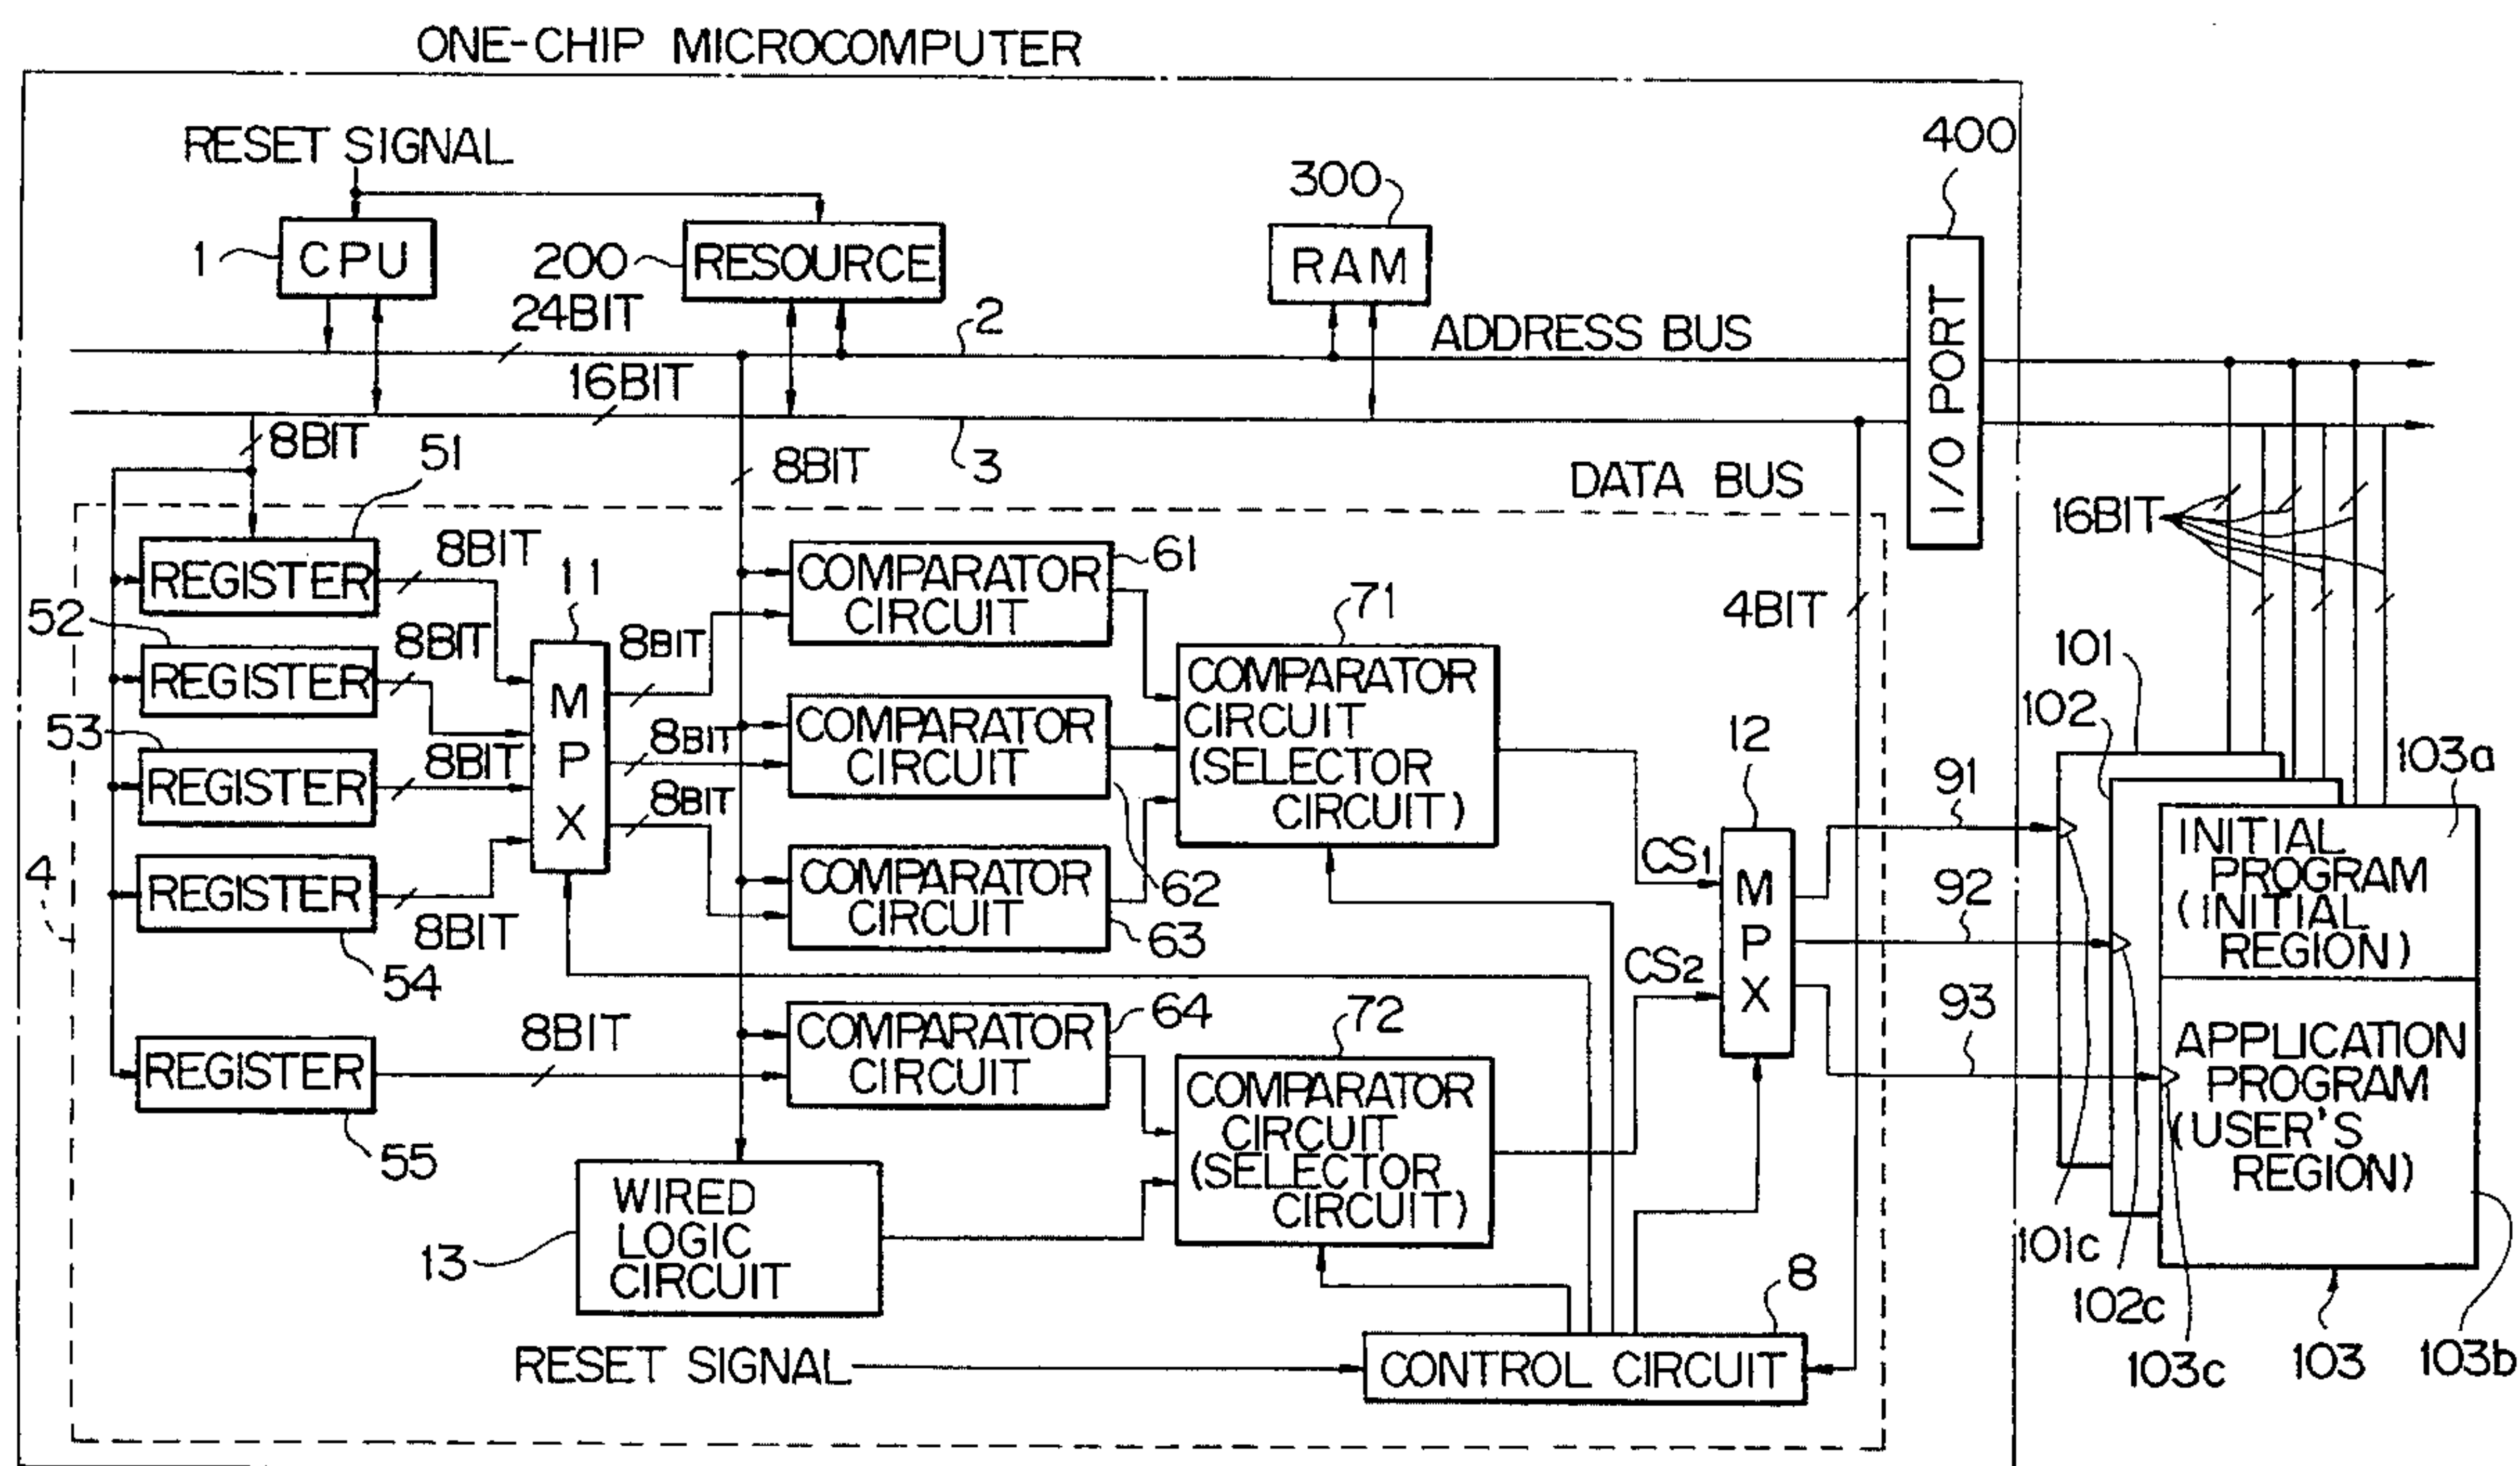 ONE-CHIP MICROCOMPUTER
RESET SIGNAL
400
300
1
CPU
200
RESOURCE
RAM
24BIT
2
ADDRESS BUS
I/O PORT
16BIT
8BIT
51
8BIT
3
DATA BUS
16BIT
REGISTER
8BIT
11
COMPARATOR
CIRCUIT
61
71
4BIT
52
REGISTER
8BIT
8BIT
101
102
103a
53
REGISTER
8BIT
MPX
8BIT
COMPARATOR
CIRCUIT
62
COMPARATOR
CIRCUIT
(SELECTOR
CIRCUIT)
12
91
4
REGISTER
8BIT
54
8BIT
COMPARATOR
CIRCUIT
63
CS1
MPX
92
INITIAL
PROGRAM
(INITIAL
REGION)
CS2
93
REGISTER
55
8BIT
COMPARATOR
CIRCUIT
64
72
COMPARATOR
CIRCUIT
(SELECTOR
CIRCUIT)
APPLICATION
PROGRAM
(USER'S
REGION)
13
WIRED
LOGIC
CIRCUIT
8
101c
102c
103c
103
103b
RESET SIGNAL
CONTROL CIRCUIT